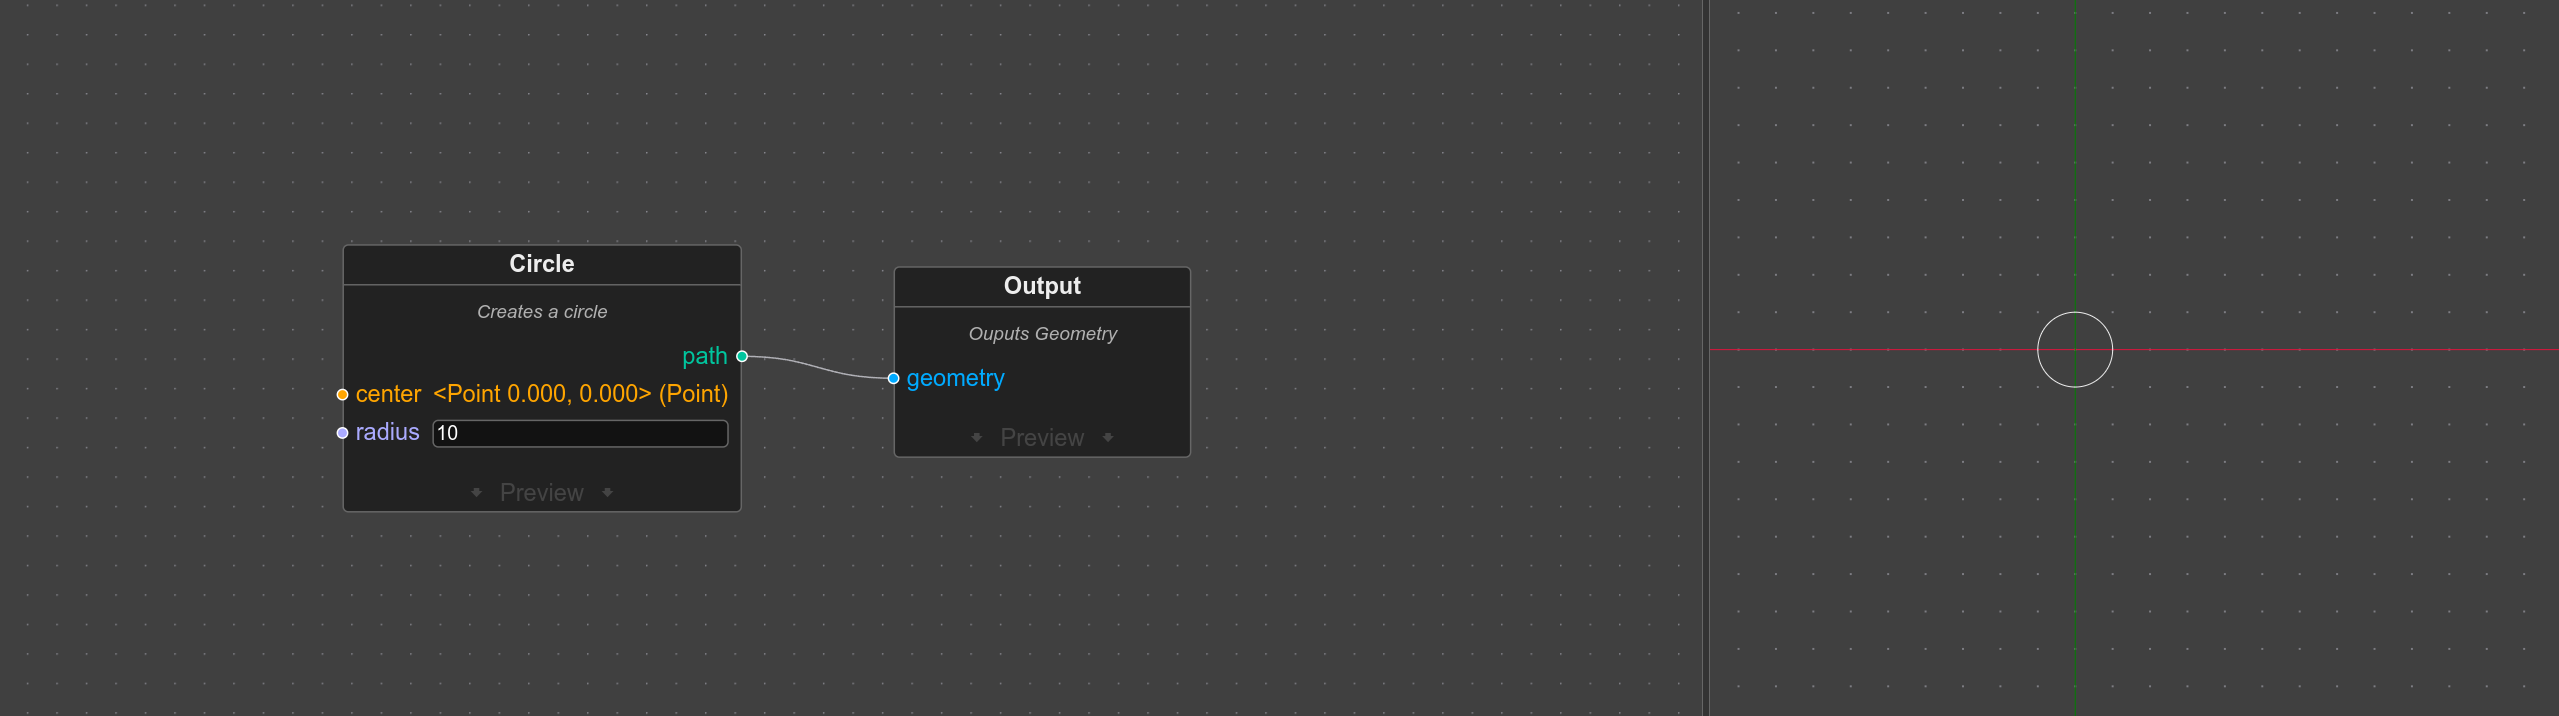 Circle
Creates a circle
path
center <Point 0.000, 0.000> (Point)
radius 10
Preview
Output
Ouputs Geometry
geometry
Preview